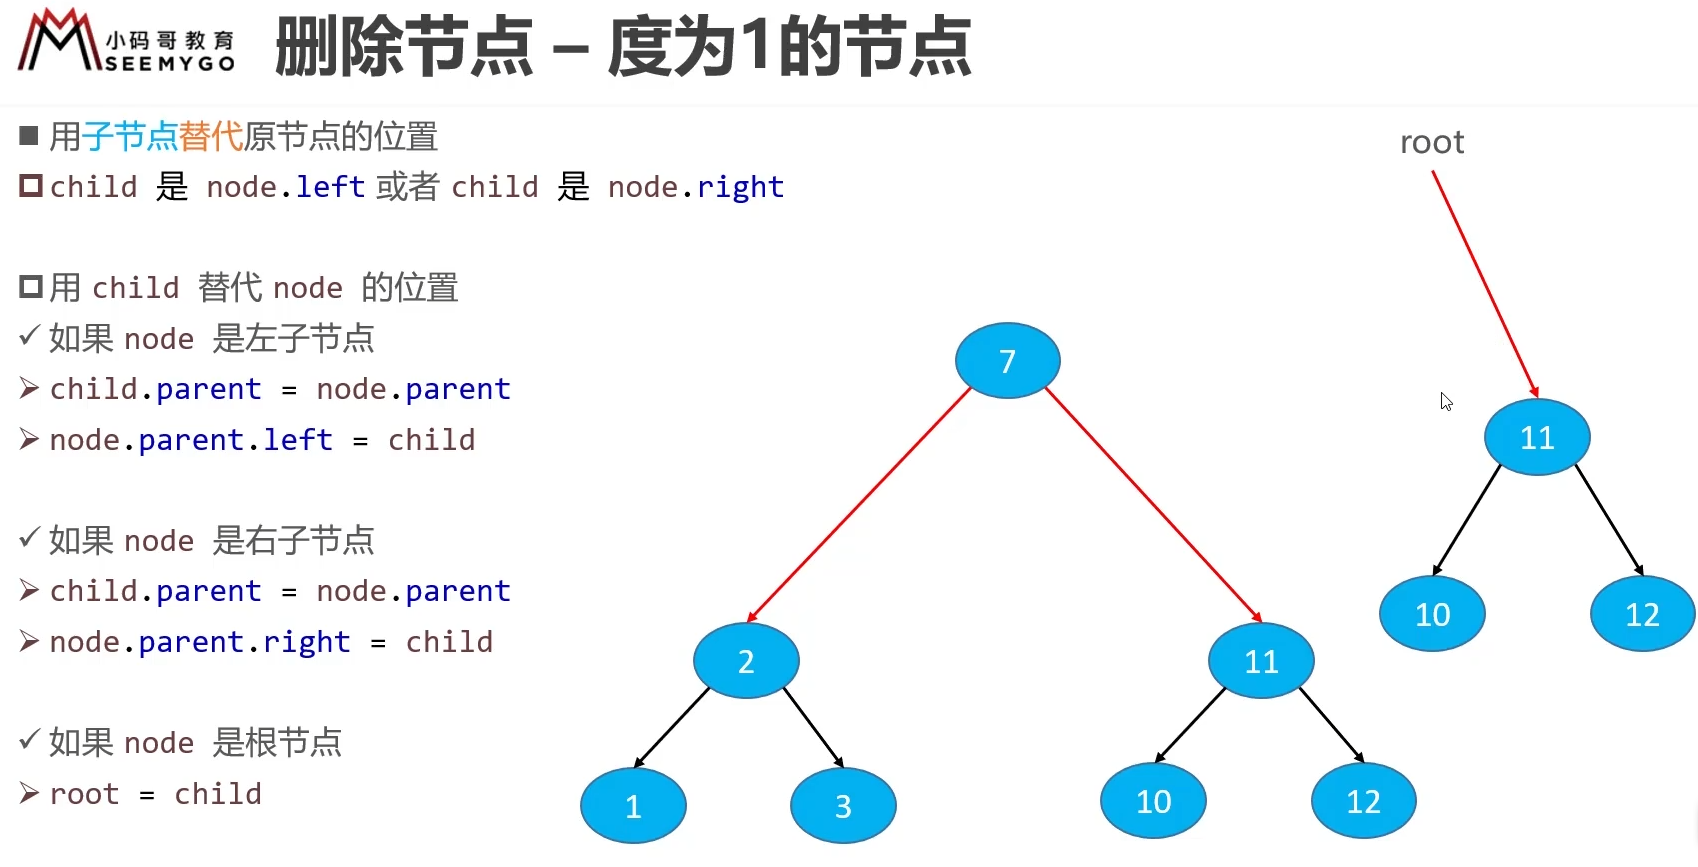 小码哥教育
SEEMYGO
删除节点 – 度为1的节点
用子节点替代原节点的位置
child 是 node.left 或者 child 是 node.right
用 child 替代 node 的位置
如果 node 是左子节点
child.parent = node.parent
node.parent.left = child
如果 node 是右子节点
child.parent = node.parent
node.parent.right = child
如果 node 是根节点
root = child
7
2
11
1
3
10
12
root
11
10
12